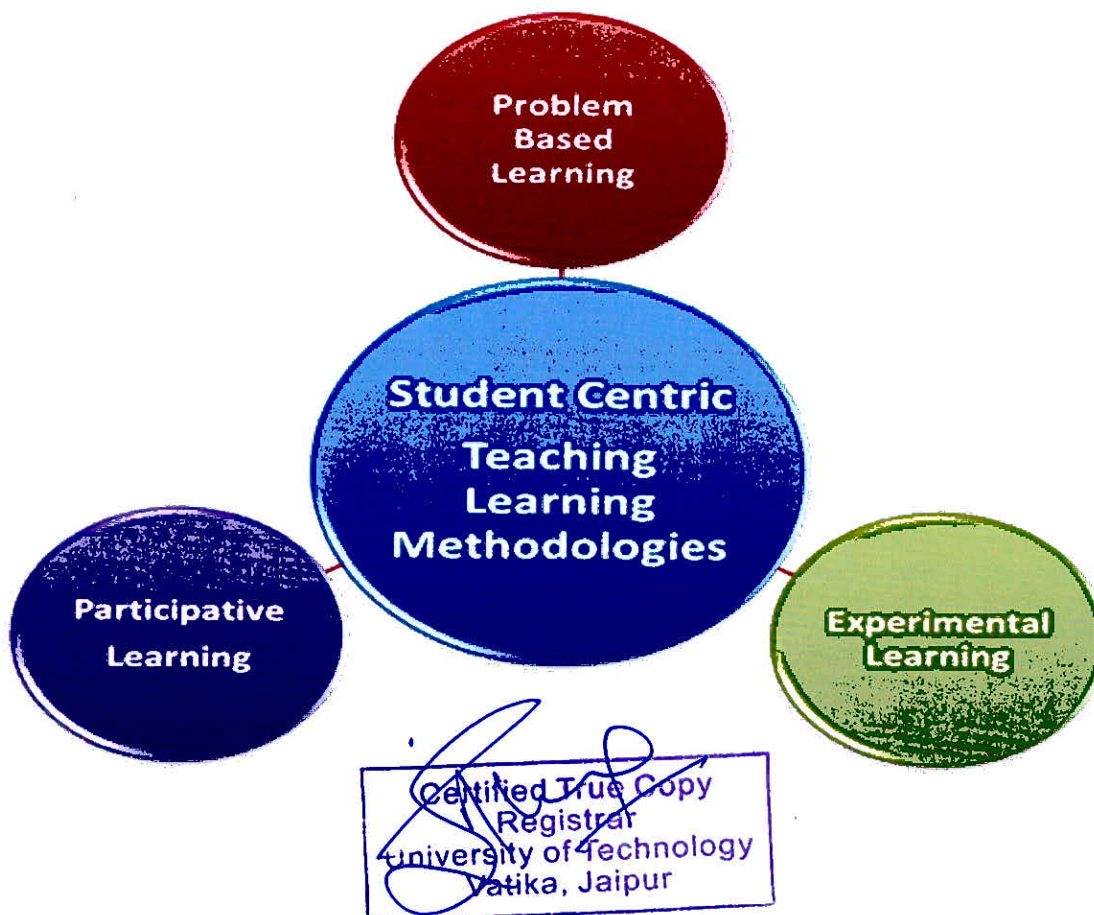 Problem
Based
Learning
Student Centric
Teaching
Learning
Methodologies
Participative
Learning
Experimental
Learning
Certified True Copy
Registrar
University of Technology
Vatika, Jaipur